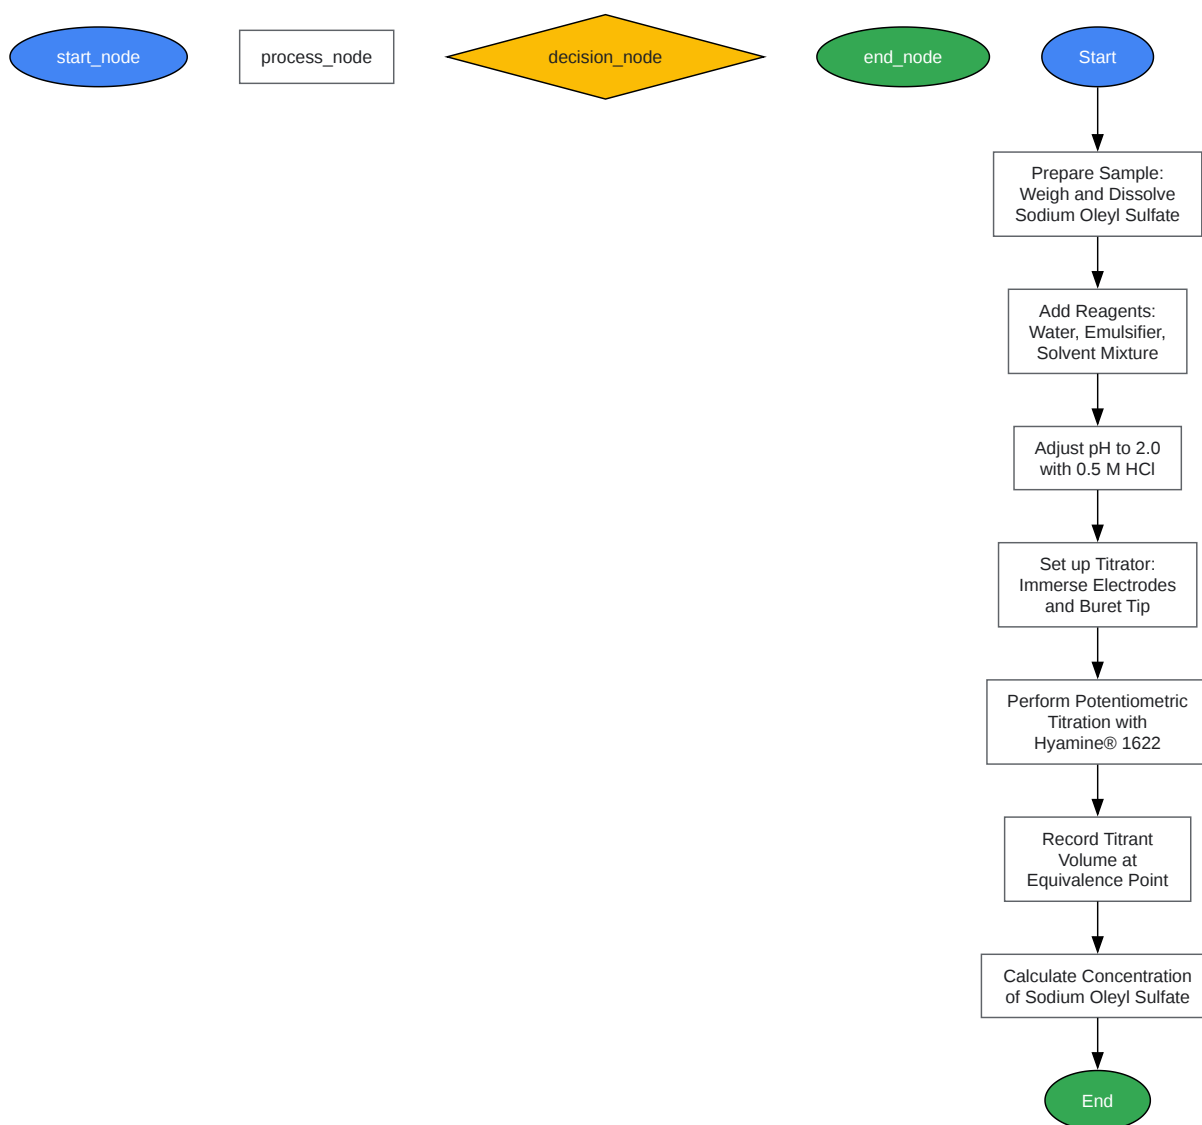 start_node
process_node
decision_node
end_node
Start
Prepare Sample:
Weigh and Dissolve
Sodium Oleyl Sulfate
Add Reagents:
Water, Emulsifier,
Solvent Mixture
Adjust pH to 2.0
with 0.5 M HCl
Set up Titrator:
Immerse Electrodes
and Buret Tip
Perform Potentiometric
Titration with
Hyamine® 1622
Record Titrant
Volume at
Equivalence Point
Calculate Concentration
of Sodium Oleyl Sulfate
End